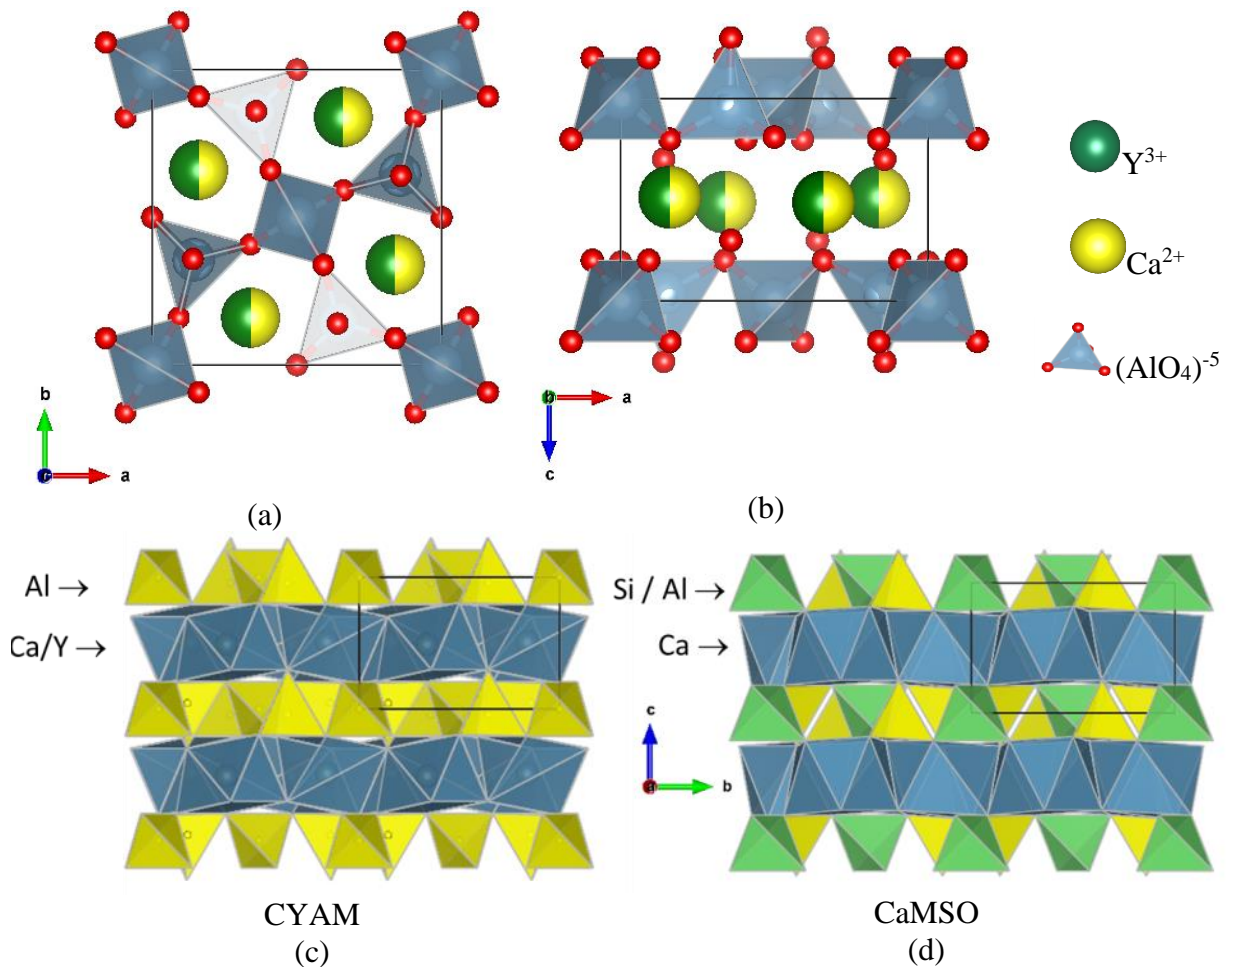 b
a
(a)
b
a
c
(b)
Y³⁺
Ca²⁺
(AlO₄)⁻⁵
Al →
Ca/Y →
CYAM
(c)
Si / Al →
Ca →
c
a
b
CaMSO
(d)